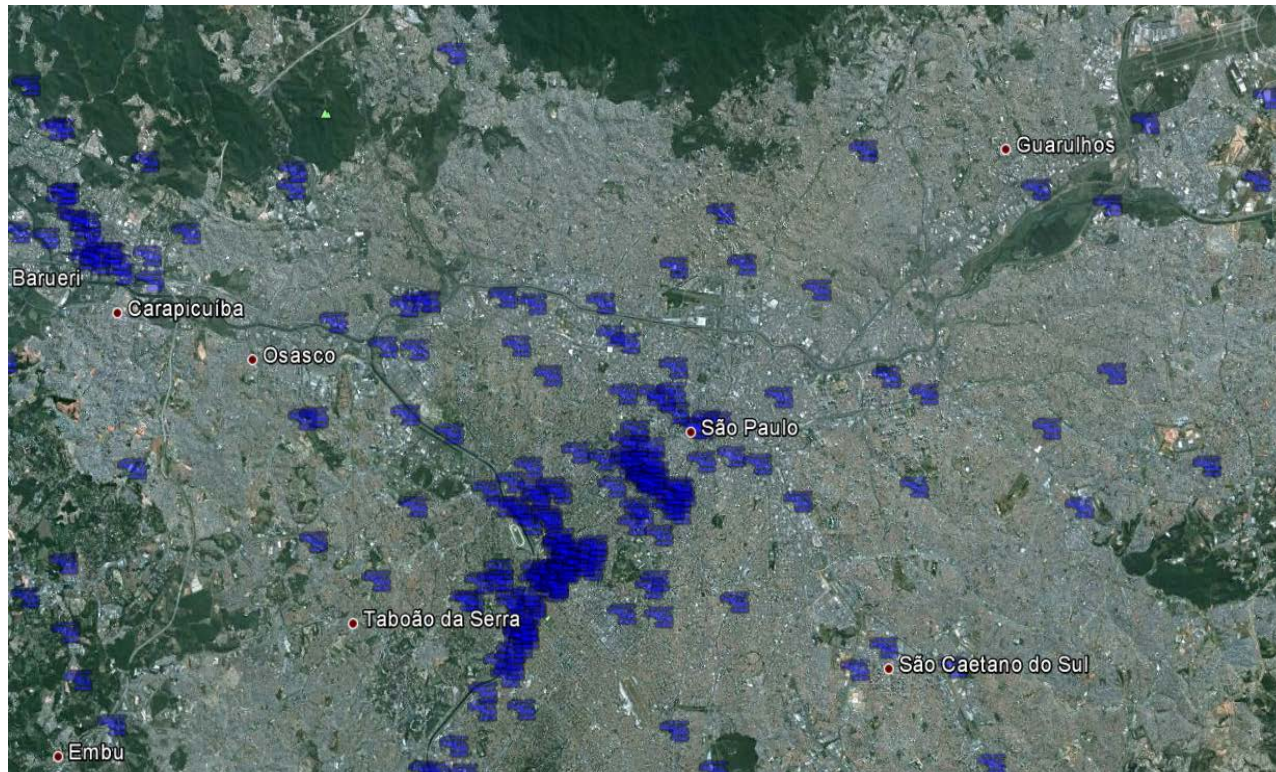 Guarulhos
Barueri
Carapicuíba
Osasco
São Paulo
Taboão da Serra
São Caetano do Sul
Embu